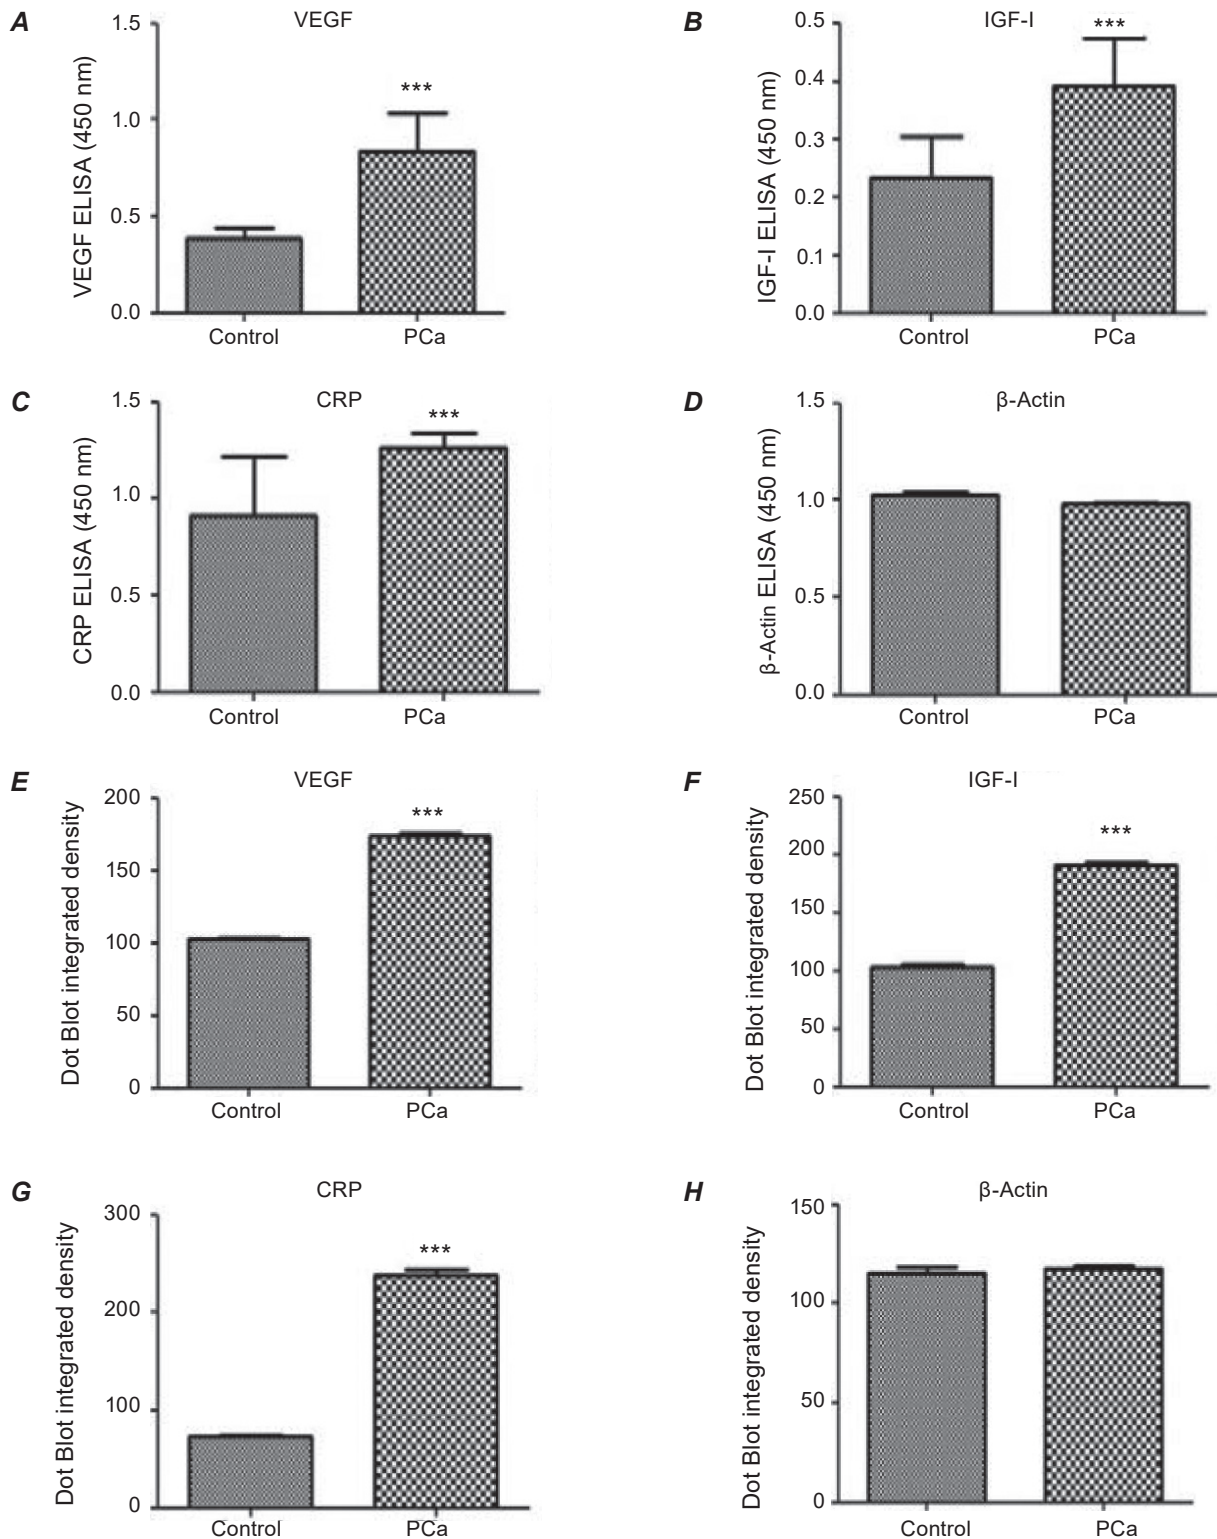 A
VEGF
VEGF ELISA (450 nm)
1.5
1.0
0.5
0.0
***
Control
PCa
B
IGF-I
IGF-I ELISA (450 nm)
0.5
0.4
0.3
0.2
0.1
0.0
***
Control
PCa
C
CRP
CRP ELISA (450 nm)
1.5
1.0
0.5
0.0
***
Control
PCa
D
β-Actin
β-Actin ELISA (450 nm)
1.5
1.0
0.5
0.0
Control
PCa
E
VEGF
Dot Blot integrated density
200
150
100
50
0
***
Control
PCa
F
IGF-I
Dot Blot integrated density
250
200
150
100
50
0
***
Control
PCa
G
CRP
Dot Blot integrated density
300
200
100
0
***
Control
PCa
H
β-Actin
Dot Blot integrated density
150
100
50
0
Control
PCa